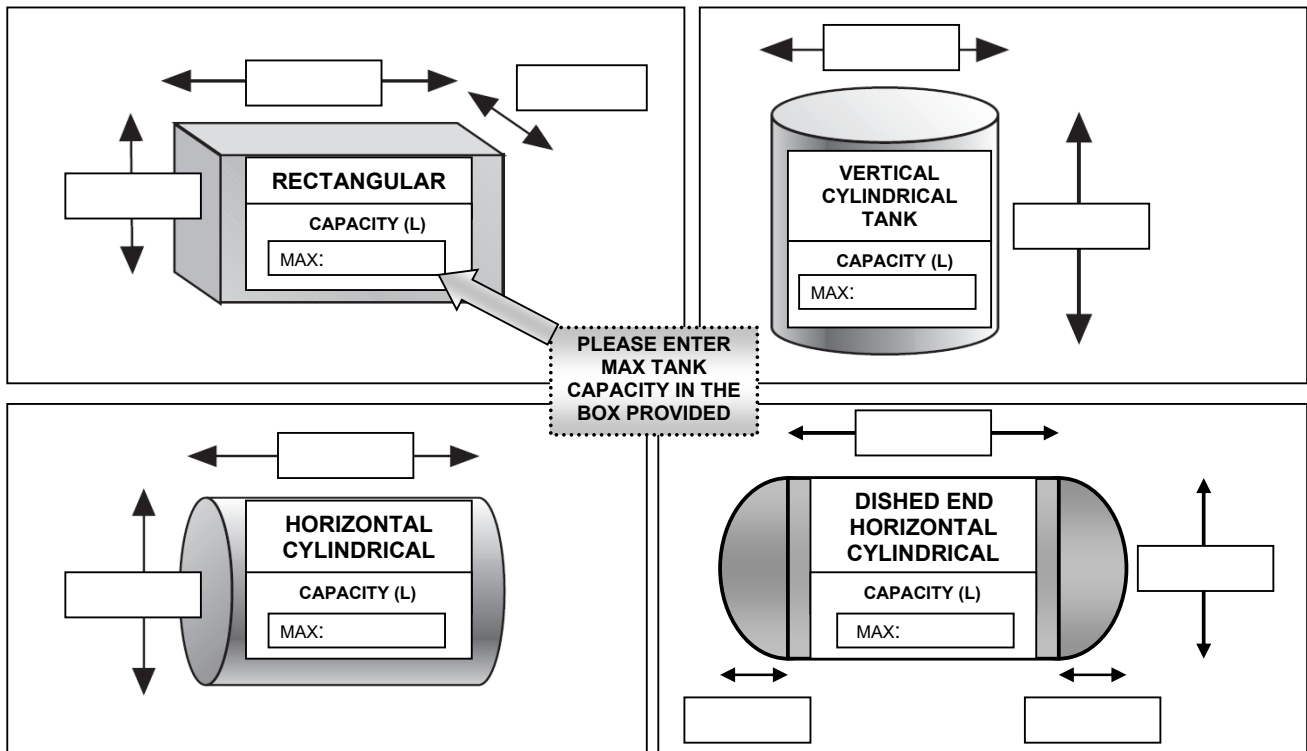 RECTANGULAR
CAPACITY (L)
MAX:
VERTICAL
CYLINDRICAL
TANK
CAPACITY (L)
MAX:
PLEASE ENTER
MAX TANK
CAPACITY IN THE
BOX PROVIDED
HORIZONTAL
CYLINDRICAL
CAPACITY (L)
MAX:
DISHED END
HORIZONTAL
CYLINDRICAL
CAPACITY (L)
MAX: